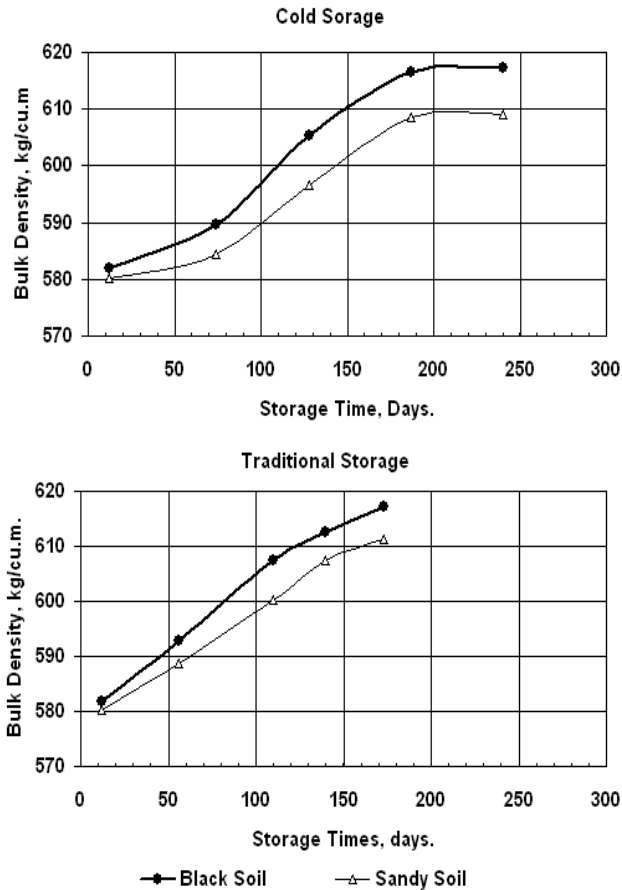 Cold Sorage
620
610
600
590
580
570
Bulk Density, kg/cu.m
0 50 100 150 200 250 300
Storage Time, Days.
Traditional Storage
620
610
600
590
580
570
Bulk Density, kg/cu.m.
0 50 100 150 200 250 300
Storage Times, days.
Black Soil Sandy Soil